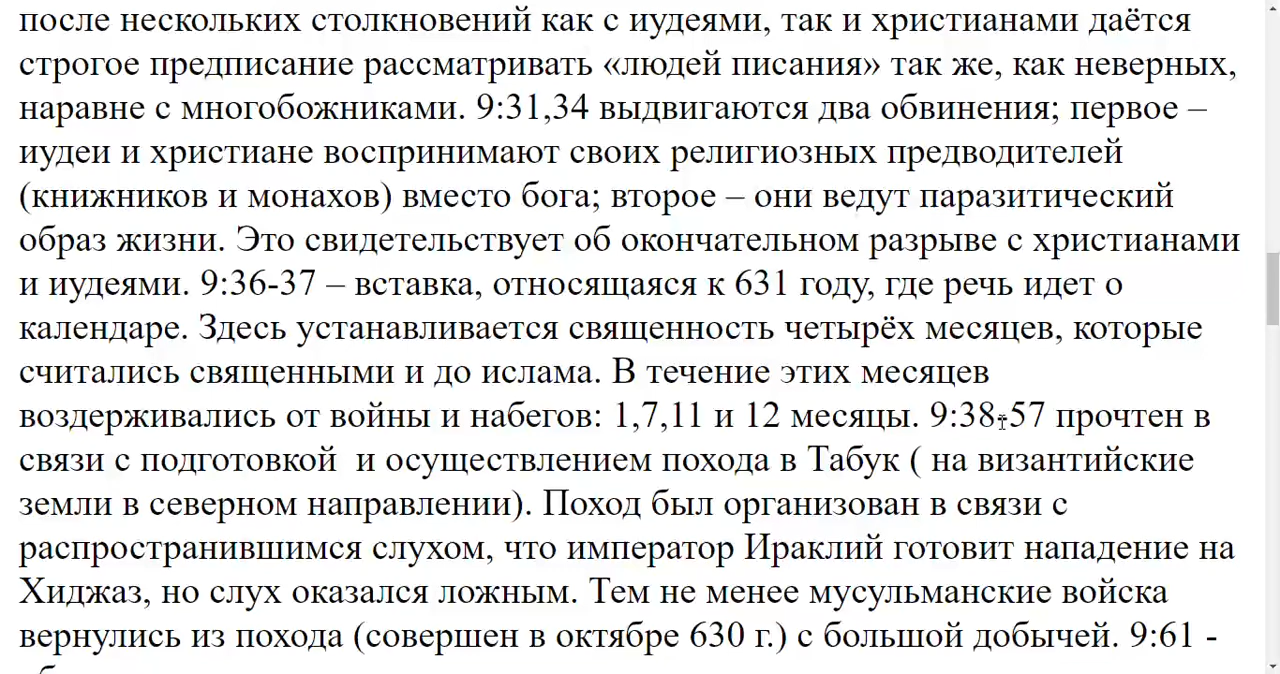 после нескольких столкновений как с иудеями, так и христианами даётся
строгое предписание рассматривать «людей писания» так же, как неверных,
наравне с многобожниками. 9:31,34 выдвигаются два обвинения; первое –
иудеи и христиане воспринимают своих религиозных предводителей
(книжников и монахов) вместо бога; второе – они ведут паразитический
образ жизни. Это свидетельствует об окончательном разрыве с христианами
и иудеями. 9:36-37 – вставка, относящаяся к 631 году, где речь идет о
календаре. Здесь устанавливается священность четырёх месяцев, которые
считались священными и до ислама. В течение этих месяцев
воздерживались от войны и набегов: 1,7,11 и 12 месяцы. 9:38-57 прочтен в
связи с подготовкой  и осуществлением похода в Табук ( на византийские
земли в северном направлении). Поход был организован в связи с
распространившимся слухом, что император Ираклий готовит нападение на
Хиджаз, но слух оказался ложным. Тем не менее мусульманские войска
вернулись из похода (совершен в октябре 630 г.) с большой добычей. 9:61 -